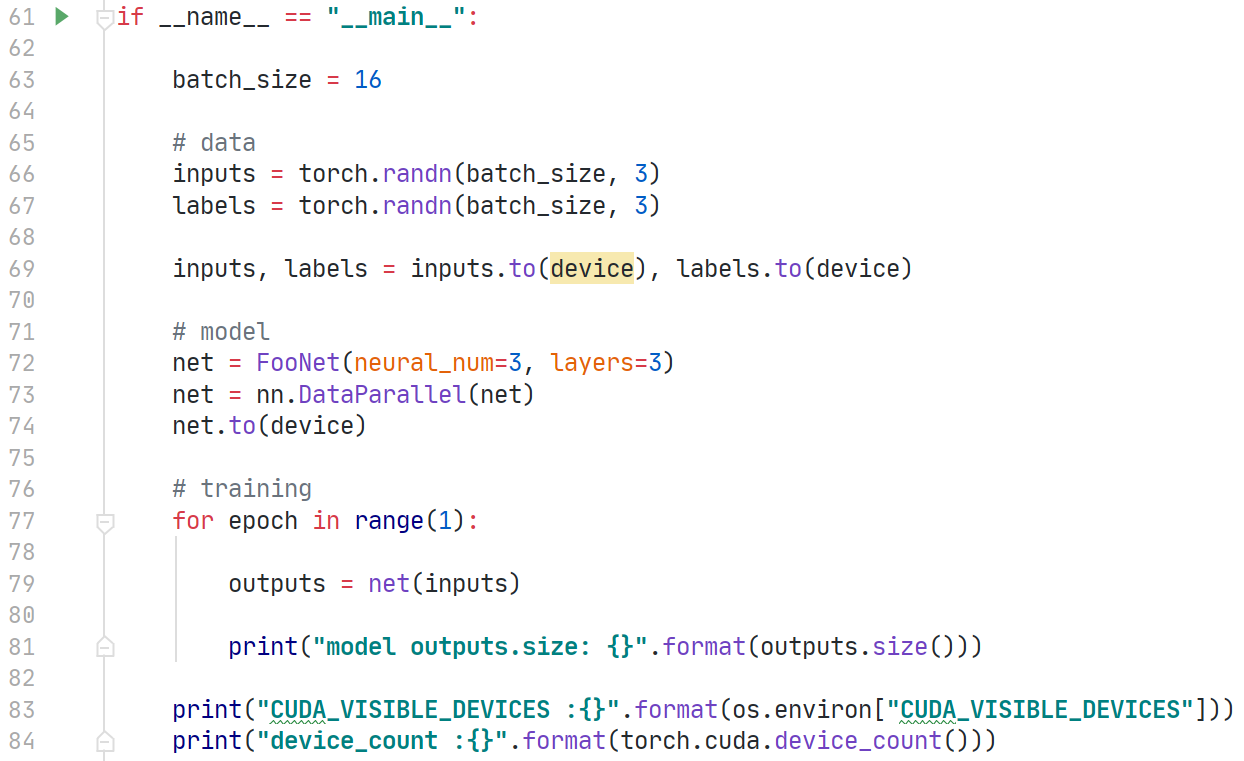 61 if __name__ == "__main__":
62
63     batch_size = 16
64
65     # data
66     inputs = torch.randn(batch_size, 3)
67     labels = torch.randn(batch_size, 3)
68
69     inputs, labels = inputs.to(device), labels.to(device)
70
71     # model
72     net = FooNet(neural_num=3, layers=3)
73     net = nn.DataParallel(net)
74     net.to(device)
75
76     # training
77     for epoch in range(1):
78
79         outputs = net(inputs)
80
81         print("model outputs.size: {}".format(outputs.size()))
82
83     print("CUDA_VISIBLE_DEVICES :{}".format(os.environ["CUDA_VISIBLE_DEVICES"]))
84     print("device_count :{}".format(torch.cuda.device_count()))